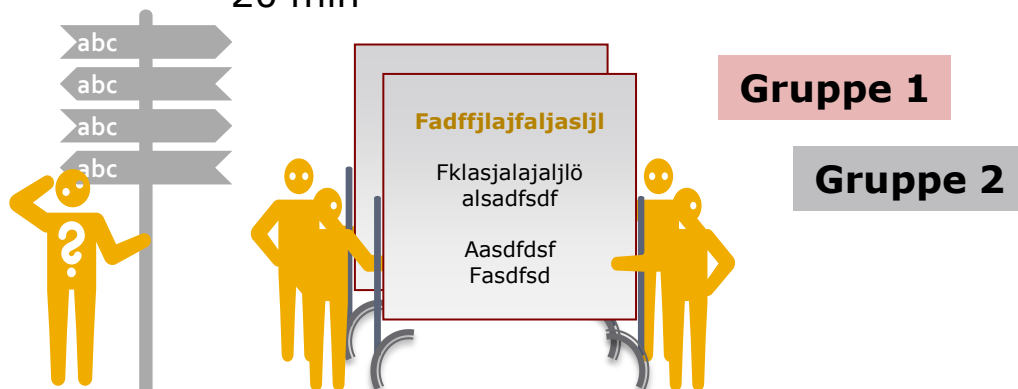 abc
abc
abc
abc
?
Fadffjlajfaljasljl
Fklasjalajaljlö
alsadfsdf
Aasdfdsf
Fasdfsd
Gruppe 1
Gruppe 2